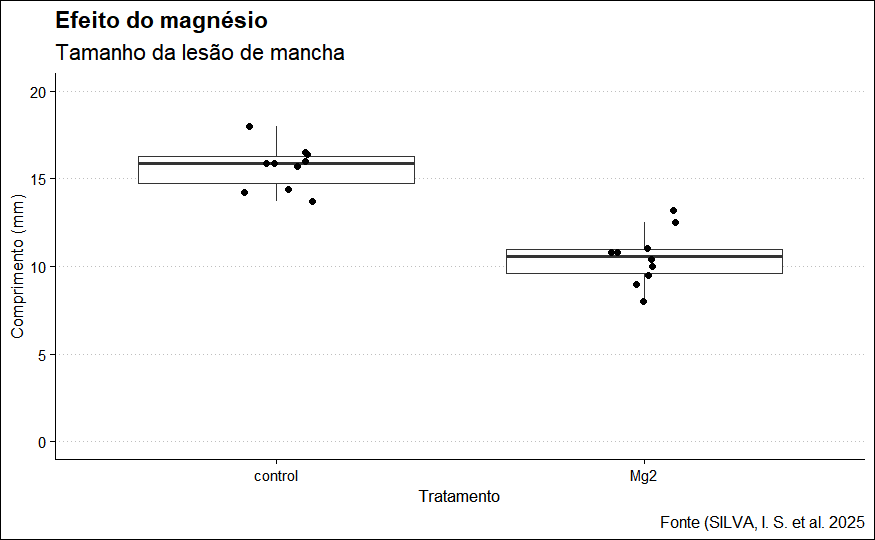 Efeito do magnésio
Tamanho da lesão de mancha
Comprimento (mm)
20
15
10
5
0
control
Mg2
Tratamento
Fonte (SILVA, I. S. et al. 2025